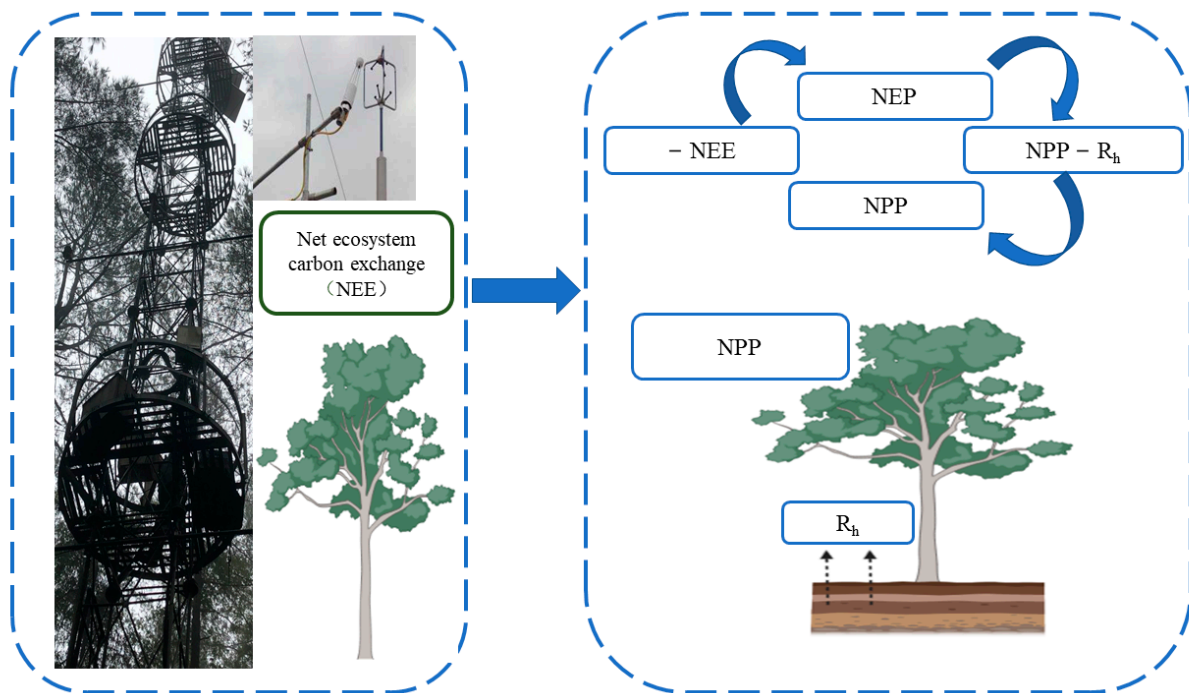 Net ecosystem
carbon exchange
（NEE）
NEP
– NEE
NPP – Rₕ
NPP
NPP
Rₕ